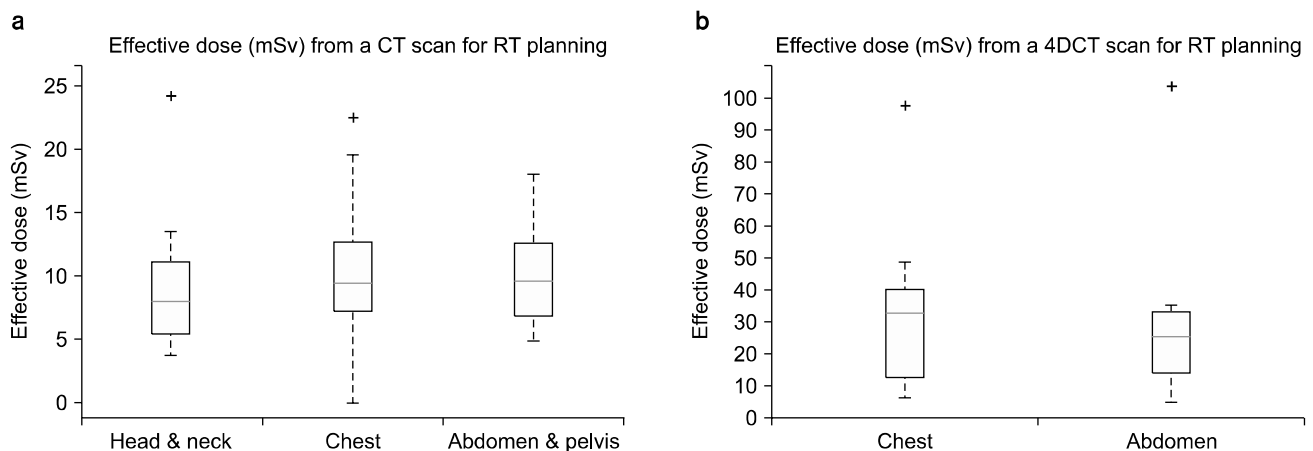 a
Effective dose (mSv) from a CT scan for RT planning
Effective dose (mSv)
25
20
15
10
5
0
Head & neck
Chest
Abdomen & pelvis
b
Effective dose (mSv) from a 4DCT scan for RT planning
Effective dose (mSv)
100
90
80
70
60
50
40
30
20
10
0
Chest
Abdomen